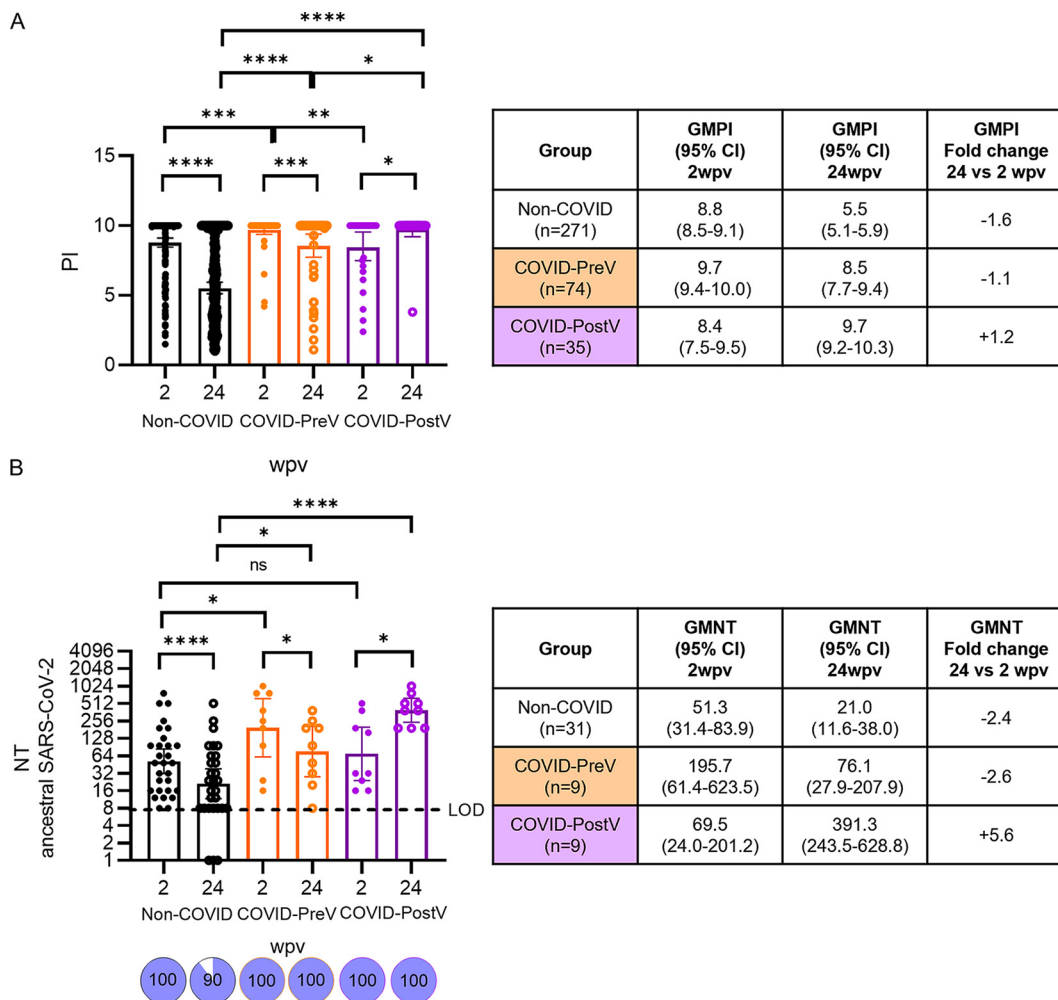 A
****
**** *
*** **
**** *** *
15
10
5
0
PI
2 24 2 24 2 24
Non-COVID COVID-PreV COVID-PostV
wpv
Group
GMPI
(95% CI)
2wpv
GMPI
(95% CI)
24wpv
GMPI
Fold change
24 vs 2 wpv
Non-COVID
(n=271)
8.8
(8.5-9.1)
5.5
(5.1-5.9)
-1.6
COVID-PreV
(n=74)
9.7
(9.4-10.0)
8.5
(7.7-9.4)
-1.1
COVID-PostV
(n=35)
8.4
(7.5-9.5)
9.7
(9.2-10.3)
+1.2
B
****
*
ns
*
**** * *
4096
2048
1024
512
256
128
64
32
16
8
4
2
1
NT
ancestral SARS-CoV-2
LOD
2 24 2 24 2 24
Non-COVID COVID-PreV COVID-PostV
wpv
100 90 100 100 100 100
Group
GMNT
(95% CI)
2wpv
GMNT
(95% CI)
24wpv
GMNT
Fold change
24 vs 2 wpv
Non-COVID
(n=31)
51.3
(31.4-83.9)
21.0
(11.6-38.0)
-2.4
COVID-PreV
(n=9)
195.7
(61.4-623.5)
76.1
(27.9-207.9)
-2.6
COVID-PostV
(n=9)
69.5
(24.0-201.2)
391.3
(243.5-628.8)
+5.6